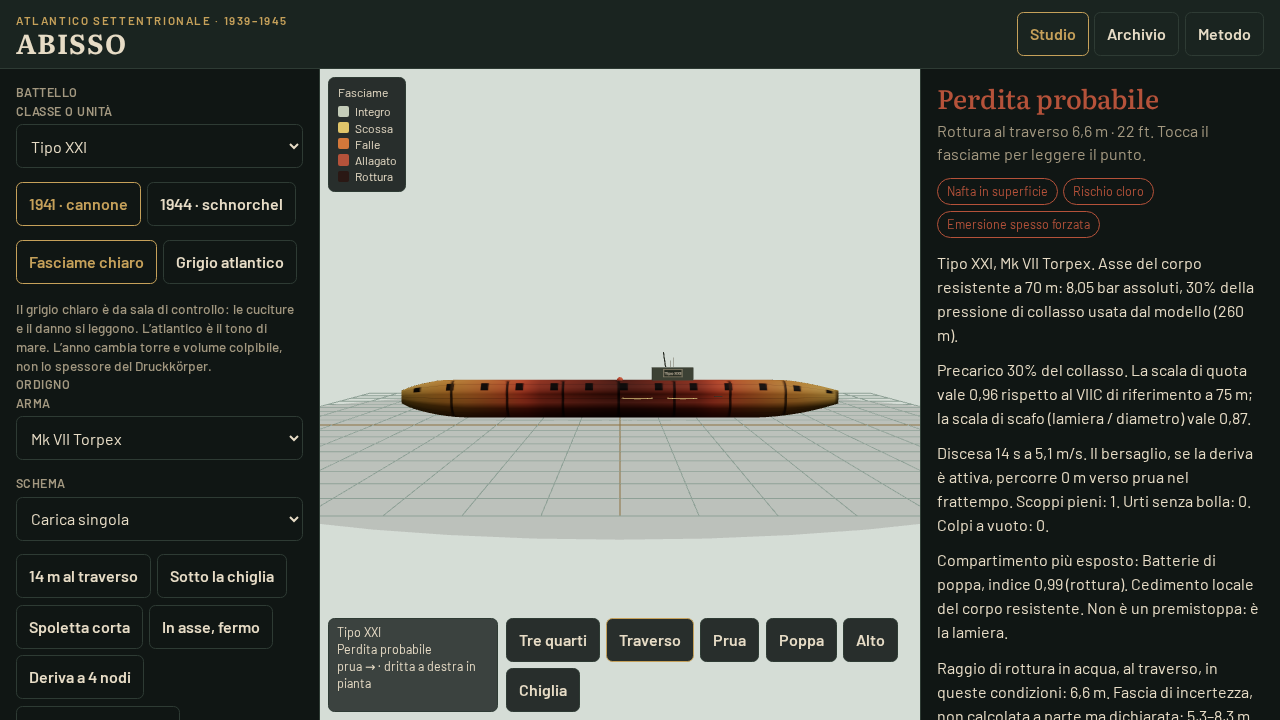 ATLANTICO SETTENTRIONALE · 1939–1945
ABISSO
Studio
Archivio
Metodo
BATTELLO
CLASSE O UNITÀ
Tipo XXI
1941 · cannone
1944 · schnorchel
Fasciame chiaro
Grigio atlantico
Il grigio chiaro è da sala di controllo: le cuciture
e il danno si leggono. L'atlantico è il tono di
mare. L'anno cambia torre e volume colpibile,
non lo spessore del Druckkörper.
ORDIGNO
ARMA
Mk VII Torpex
SCHEMA
Carica singola
14 m al traverso
Sotto la chiglia
Spoletta corta
In asse, fermo
Deriva a 4 nodi
Fasciame
Integro
Scossa
Falle
Allagato
Rottura
Tipo XXI
Tipo XXI
Perdita probabile
prua → · dritta a destra in
pianta
Tre quarti
Traverso
Prua
Poppa
Alto
Chiglia
Perdita probabile
Rottura al traverso 6,6 m · 22 ft. Tocca il
fasciame per leggere il punto.
Nafta in superficie
Rischio cloro
Emersione spesso forzata
Tipo XXI, Mk VII Torpex. Asse del corpo
resistente a 70 m: 8,05 bar assoluti, 30% della
pressione di collasso usata dal modello (260
m).
Precarico 30% del collasso. La scala di quota
vale 0,96 rispetto al VIIC di riferimento a 75 m;
la scala di scafo (lamiera / diametro) vale 0,87.
Discesa 14 s a 5,1 m/s. Il bersaglio, se la deriva
è attiva, percorre 0 m verso prua nel
frattempo. Scoppi pieni: 1. Urti senza bolla: 0.
Colpi a vuoto: 0.
Compartimento più esposto: Batterie di
poppa, indice 0,99 (rottura). Cedimento locale
del corpo resistente. Non è un premistoppa: è
la lamiera.
Raggio di rottura in acqua, al traverso, in
queste condizioni: 6,6 m. Fascia di incertezza,
non calcolata a parte ma dichiarata: 5,3–8,3 m.